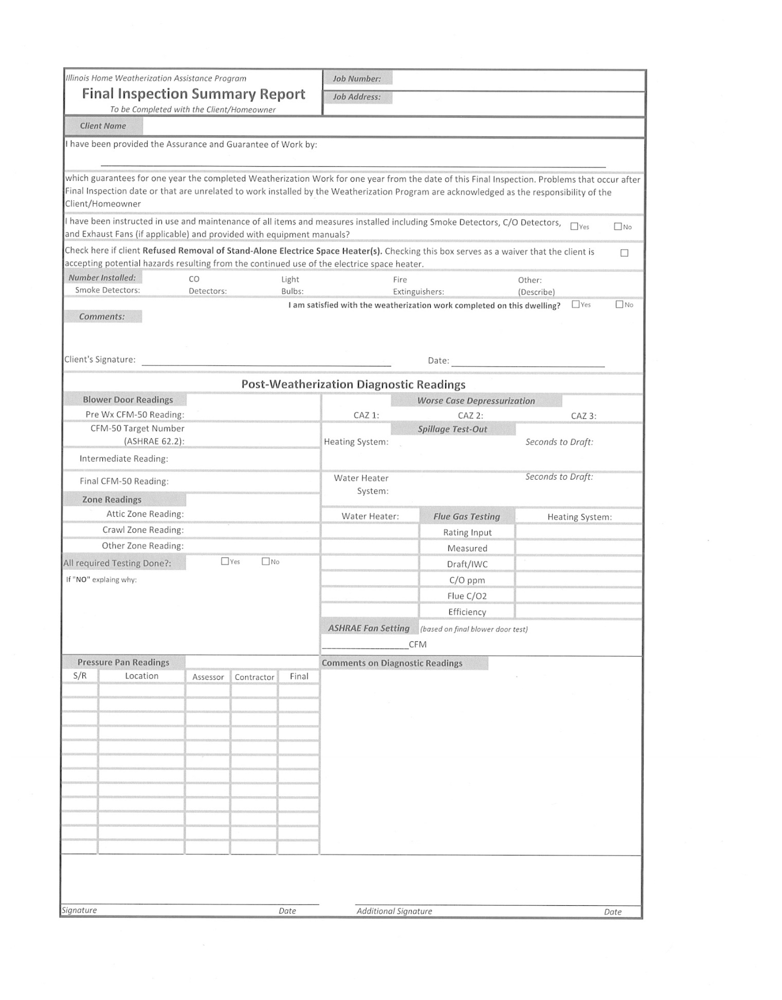 Illinois Home Weatherization Assistance Program
Final Inspection Summary Report
To be Completed with the Client/Homeowner
Job Number:
Job Address:
Client Name
I have been provided the Assurance and Guarantee of Work by:
which guarantees for one year the completed Weatherization Work for one year from the date of this Final Inspection. Problems that occur after
Final Inspection date or that are unrelated to work installed by the Weatherization Program are acknowledged as the responsibility of the
Client/Homeowner
I have been instructed in use and maintenance of all items and measures installed including Smoke Detectors, C/O Detectors, Yes No
and Exhaust Fans (if applicable) and provided with equipment manuals?
Check here if client Refused Removal of Stand-Alone Electrice Space Heater(s). Checking this box serves as a waiver that the client is
accepting potential hazards resulting from the continued use of the electrice space heater.
Number Installed: CO Light Fire Other:
Smoke Detectors: Detectors: Bulbs: Extinguishers: (Describe)
I am satisfied with the weatherization work completed on this dwelling? Yes No
Comments:
Client's Signature: Date:
Post-Weatherization Diagnostic Readings
Blower Door Readings
Pre Wx CFM-50 Reading:
CFM-50 Target Number
(ASHRAE 62.2):
Intermediate Reading:
Final CFM-50 Reading:
Zone Readings
Attic Zone Reading:
Crawl Zone Reading:
Other Zone Reading:
All required Testing Done?: Yes No
If "NO" explaing why:
Worse Case Depressurization
CAZ 1: CAZ 2: CAZ 3:
Spillage Test-Out
Heating System: Seconds to Draft:
Water Heater Seconds to Draft:
System:
Water Heater: Flue Gas Testing Heating System:
Rating Input
Measured
Draft/IWC
C/O ppm
Flue C/O2
Efficiency
ASHRAE Fan Setting (based on final blower door test)
CFM
Pressure Pan Readings
S/R Location Assessor Contractor Final
Comments on Diagnostic Readings
Signature Date Additional Signature Date